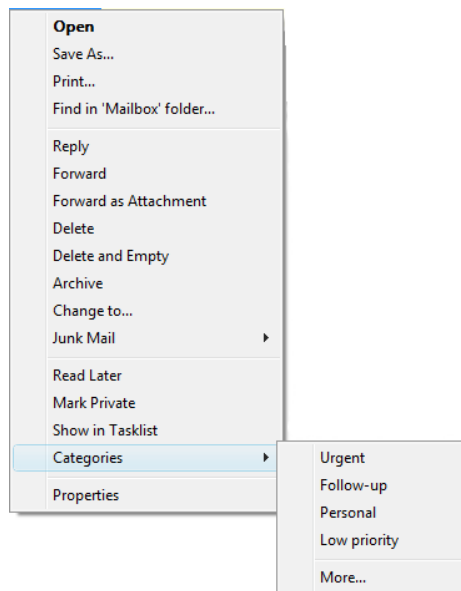 Open
Save As...
Print...
Find in 'Mailbox' folder...
Reply
Forward
Forward as Attachment
Delete
Delete and Empty
Archive
Change to...
Junk Mail
Read Later
Mark Private
Show in Tasklist
Categories
Properties
Urgent
Follow-up
Personal
Low priority
More...